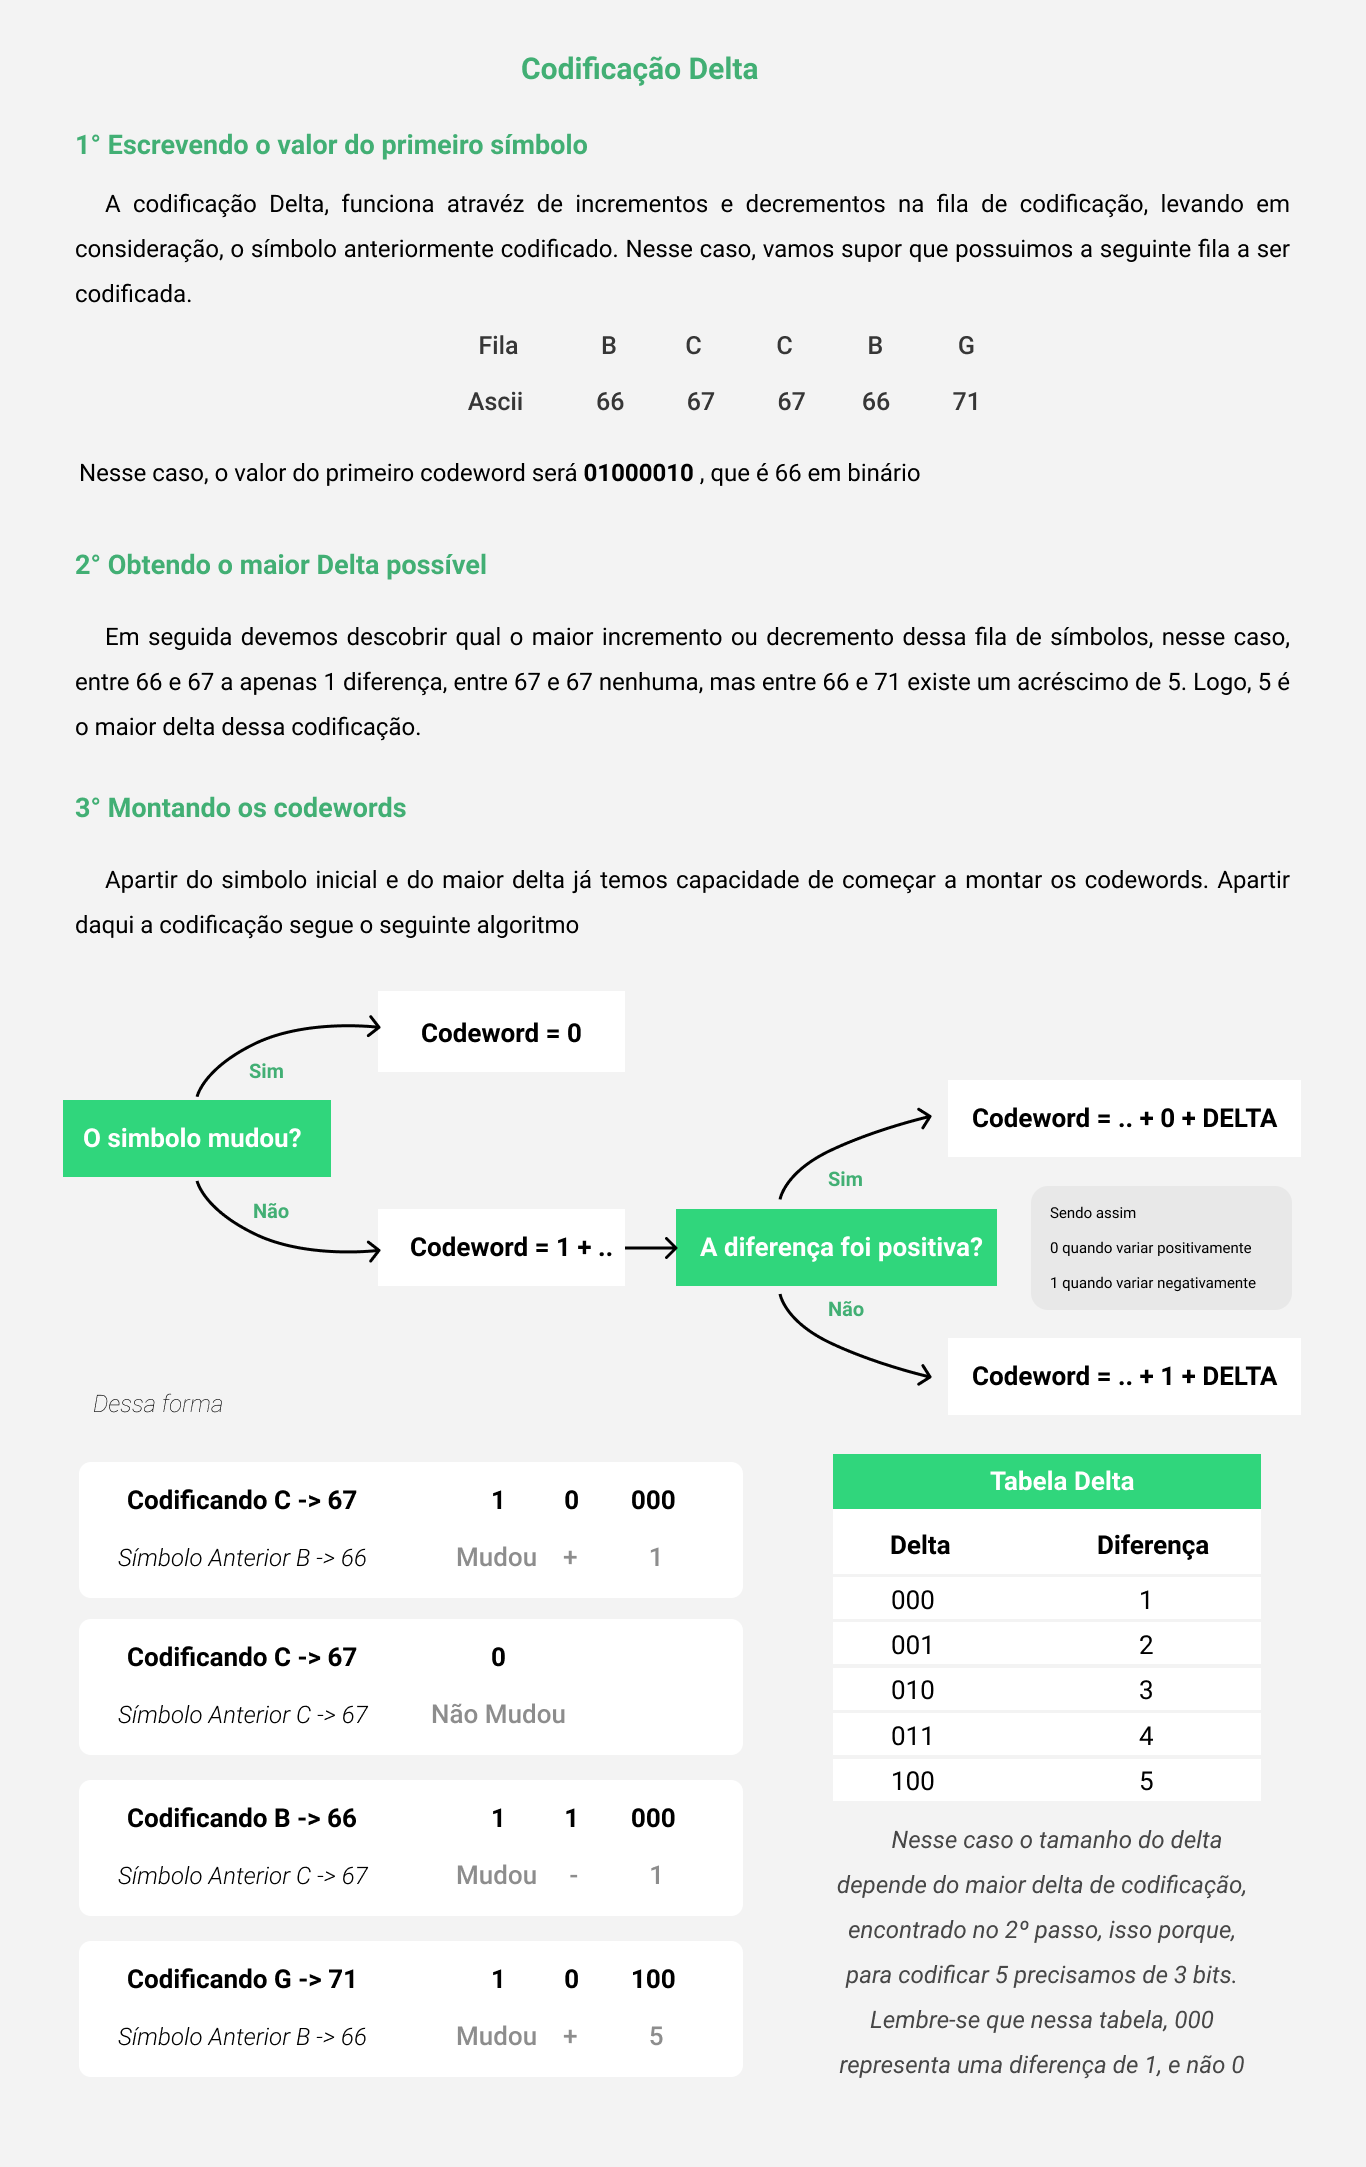 Codificação Delta
1° Escrevendo o valor do primeiro símbolo
A codificação Delta, funciona atravéz de incrementos e decrementos na fila de codificação, levando em
consideração, o símbolo anteriormente codificado. Nesse caso, vamos supor que possuimos a seguinte fila a ser
codificada.
Fila B C C B G
Ascii 66 67 67 66 71
Nesse caso, o valor do primeiro codeword será 01000010 , que é 66 em binário
2° Obtendo o maior Delta possível
Em seguida devemos descobrir qual o maior incremento ou decremento dessa fila de símbolos, nesse caso,
entre 66 e 67 a apenas 1 diferença, entre 67 e 67 nenhuma, mas entre 66 e 71 existe um acréscimo de 5. Logo, 5 é
o maior delta dessa codificação.
3° Montando os codewords
Apartir do simbolo inicial e do maior delta já temos capacidade de começar a montar os codewords. Apartir
daqui a codificação segue o seguinte algoritmo
Codeword = 0
Sim
O simbolo mudou?
Não
Codeword = 1 + ..
Codeword = .. + 0 + DELTA
Sim
A diferença foi positiva?
Não
Codeword = .. + 1 + DELTA
Sendo assim
0 quando variar positivamente
1 quando variar negativamente
Dessa forma
Codificando C -> 67 1 0 000
Símbolo Anterior B -> 66 Mudou + 1
Codificando C -> 67 0
Símbolo Anterior C -> 67 Não Mudou
Codificando B -> 66 1 1 000
Símbolo Anterior C -> 67 Mudou - 1
Codificando G -> 71 1 0 100
Símbolo Anterior B -> 66 Mudou + 5
Tabela Delta
Delta Diferença
000 1
001 2
010 3
011 4
100 5
Nesse caso o tamanho do delta
depende do maior delta de codificação,
encontrado no 2º passo, isso porque,
para codificar 5 precisamos de 3 bits.
Lembre-se que nessa tabela, 000
representa uma diferença de 1, e não 0